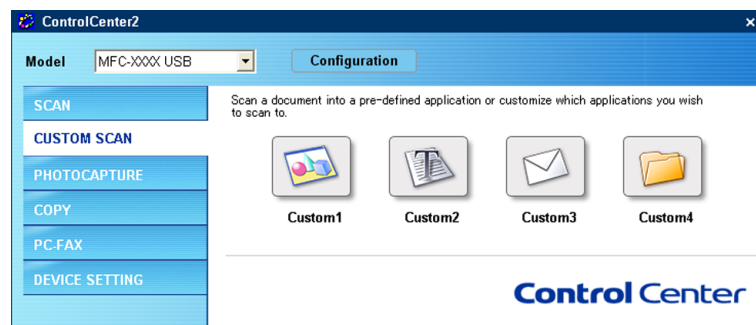 ControlCenter2
Model MFC-XXXX USB Configuration
SCAN
CUSTOM SCAN
PHOTOCAPTURE
COPY
PC-FAX
DEVICE SETTING
Scan a document into a pre-defined application or customize which applications you wish
to scan to.
Custom1 Custom2 Custom3 Custom4
Control Center